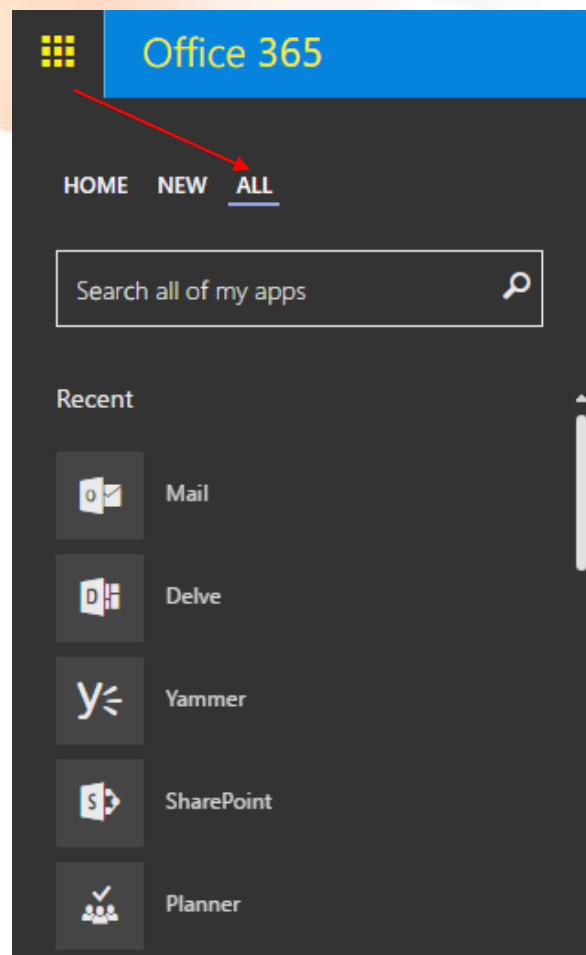 Office 365
HOME NEW ALL
Search all of my apps
Recent
Mail
Delve
Yammer
SharePoint
Planner